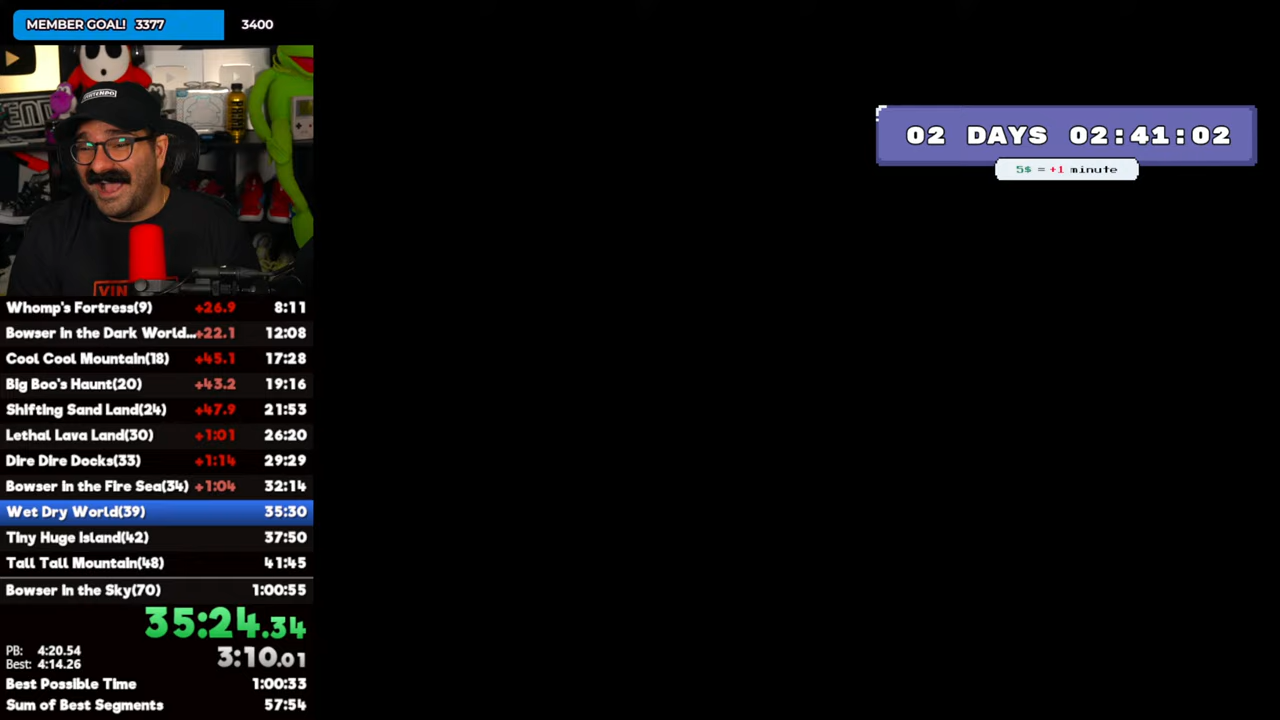 MEMBER GOAL! 3377 3400
02 DAYS 02:41:02
5$ = +1 minute
VIN
Whomp's Fortress(9) +26.9 8:11
Bowser in the Dark World... +22.1 12:08
Cool Cool Mountain(18) +45.1 17:28
Big Boo's Haunt(20) +43.2 19:16
Shifting Sand Land(24) +47.9 21:53
Lethal Lava Land(30) +1:01 26:20
Dire Dire Docks(33) +1:14 29:29
Bowser in the Fire Sea(34) +1:04 32:14
Wet Dry World(39) 35:30
Tiny Huge Island(42) 37:50
Tall Tall Mountain(48) 41:45
Bowser in the Sky(70) 1:00:55
35:24.34
PB: 4:20.54
Best: 4:14.26
3:10.01
Best Possible Time 1:00:33
Sum of Best Segments 57:54